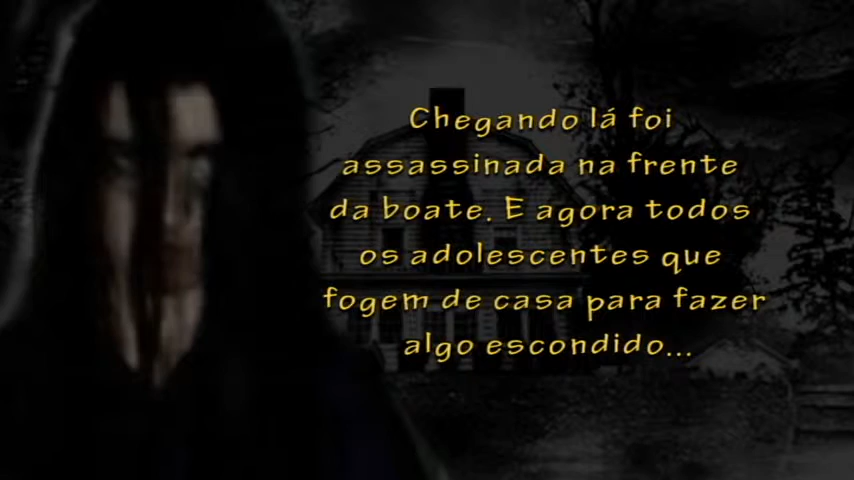 Chegando lá foi
assassinada na frente
da boate. E agora todos
os adolescentes que
fogem de casa para fazer
algo escondido...